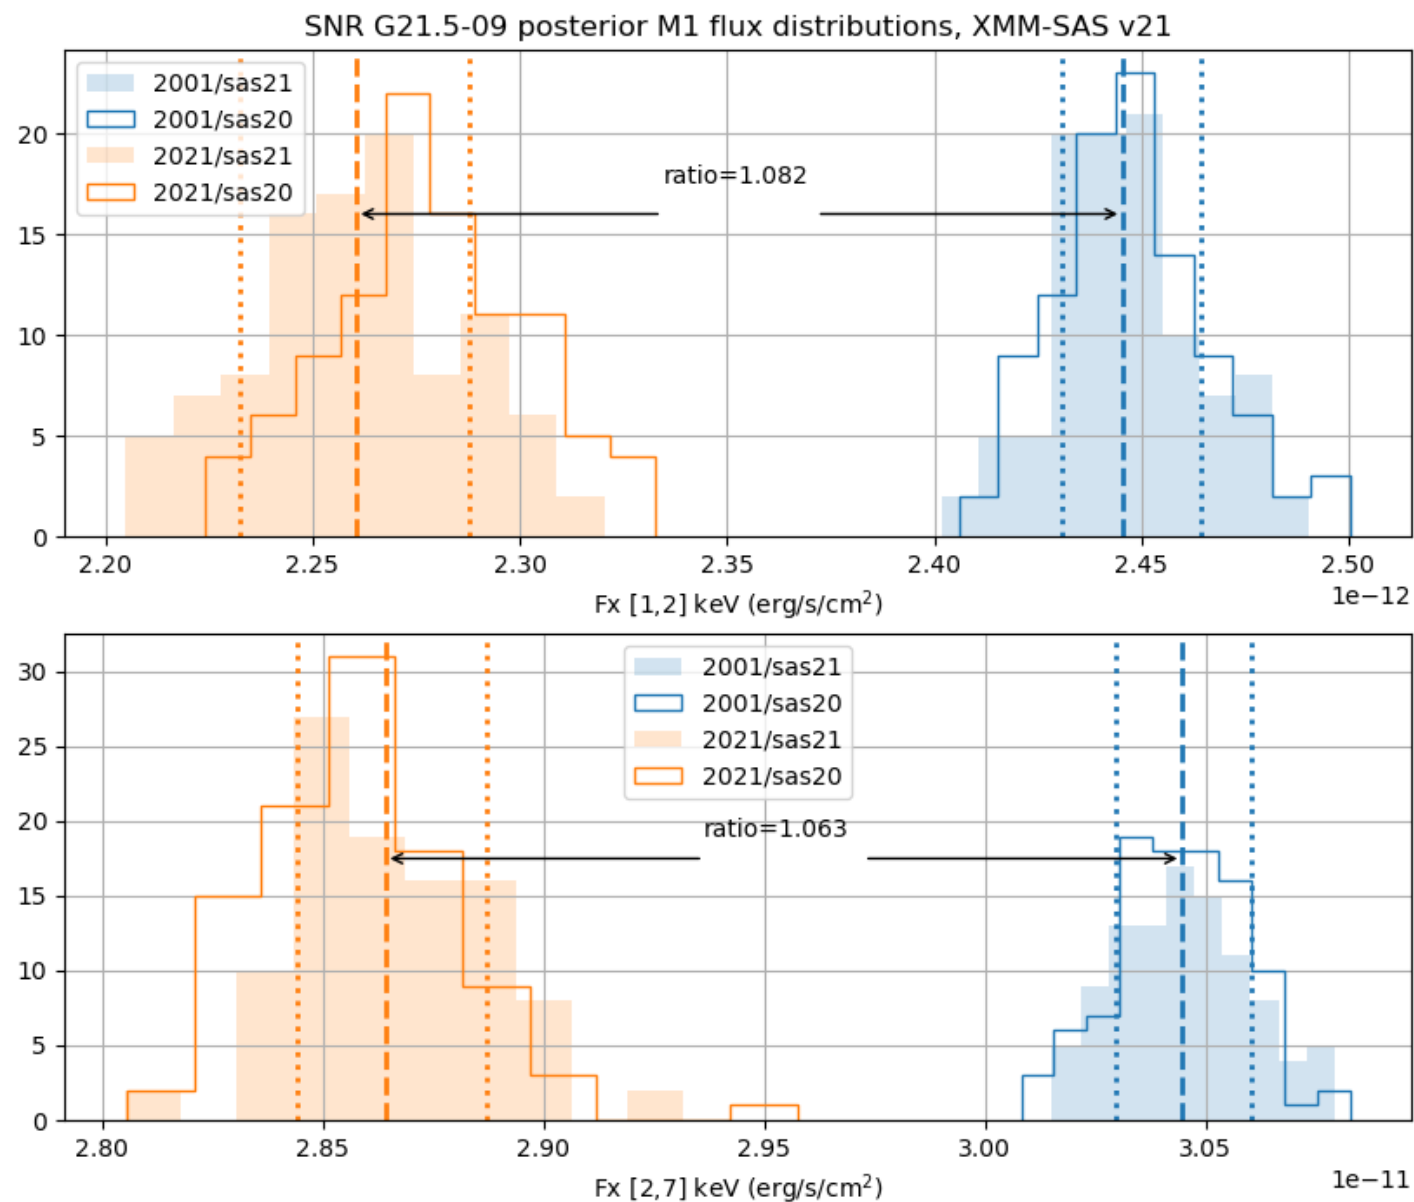 SNR G21.5-09 posterior M1 flux distributions, XMM-SAS v21
2001/sas21
2001/sas20
2021/sas21
2021/sas20
ratio=1.082
20
15
10
5
0
2.20 2.25 2.30 2.35 2.40 2.45 2.50
1e−12
Fx [1,2] keV (erg/s/cm²)
2001/sas21
2001/sas20
2021/sas21
2021/sas20
ratio=1.063
30
25
20
15
10
5
0
2.80 2.85 2.90 2.95 3.00 3.05
1e−11
Fx [2,7] keV (erg/s/cm²)